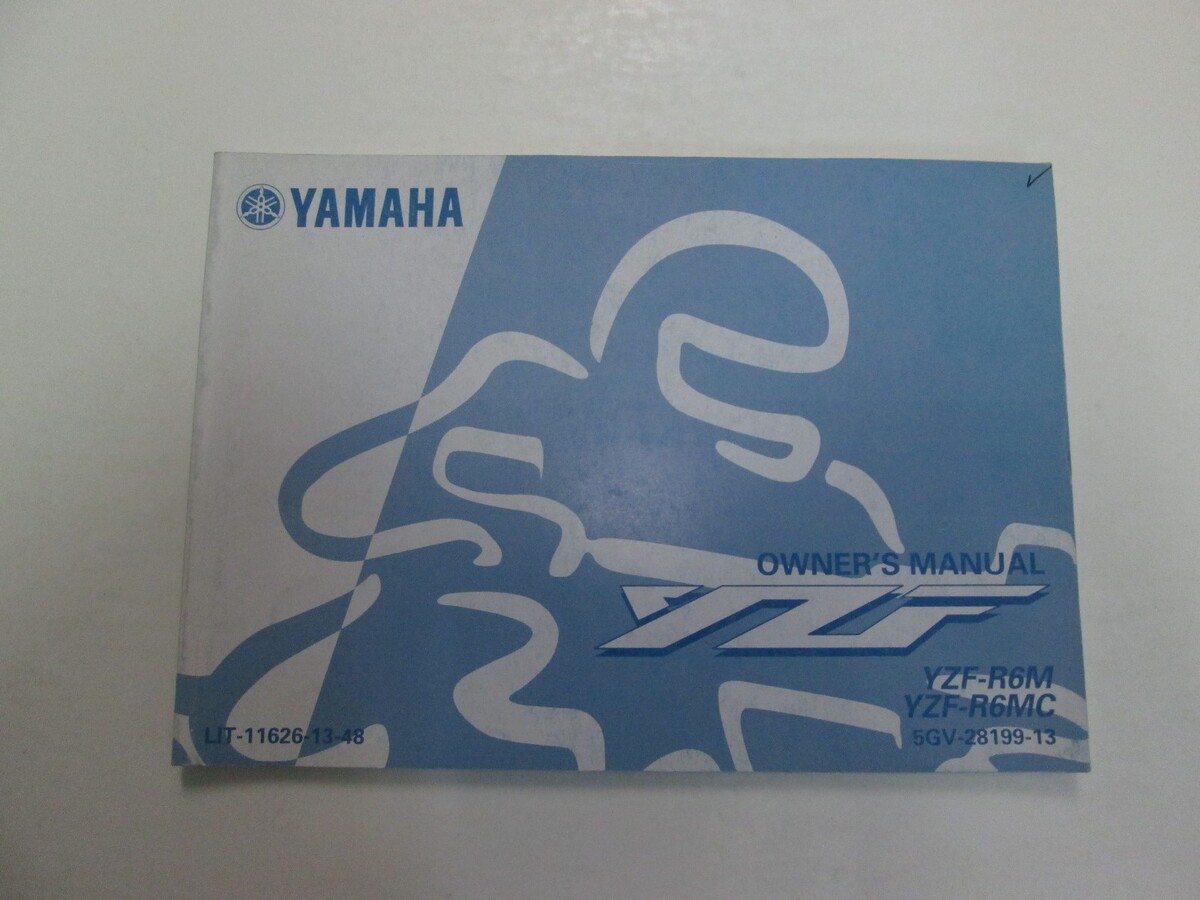 YAMAHA
OWNER'S MANUAL
YZF
YZF-R6M
YZF-R6MC
LIT-11626-13-48
5GV-28199-13